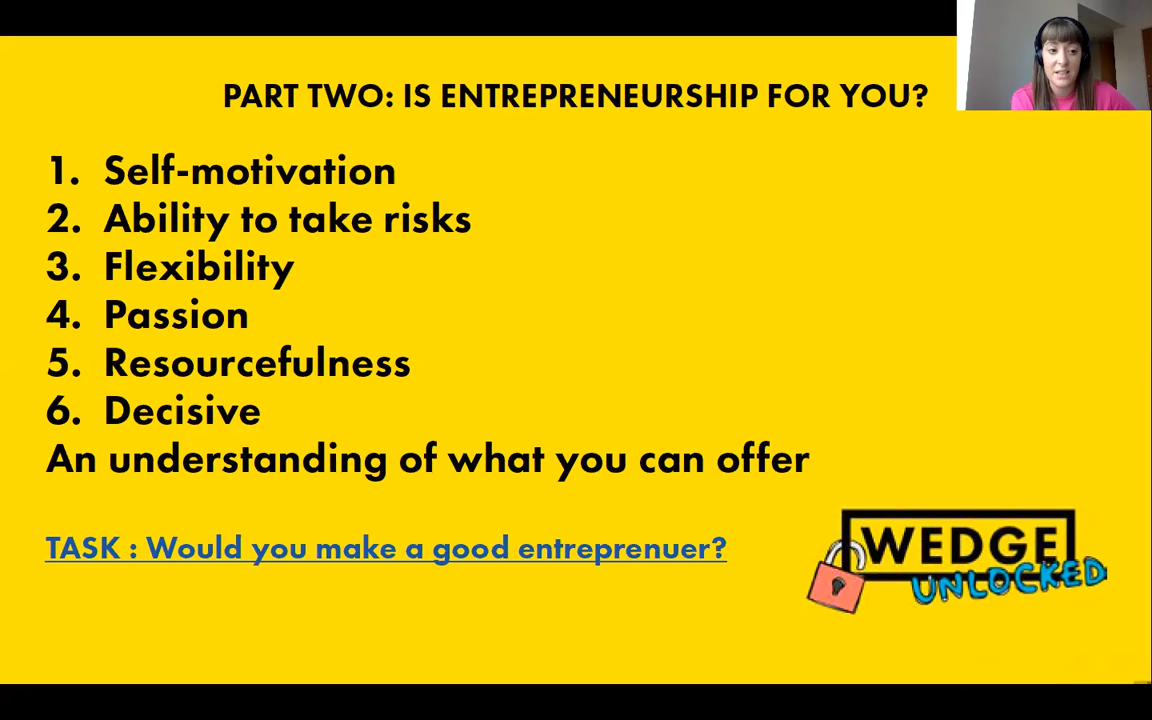 PART TWO: IS ENTREPRENEURSHIP FOR YOU?
1. Self-motivation
2. Ability to take risks
3. Flexibility
4. Passion
5. Resourcefulness
6. Decisive
An understanding of what you can offer
TASK : Would you make a good entreprenuer?
WEDGE
UNLOCKED